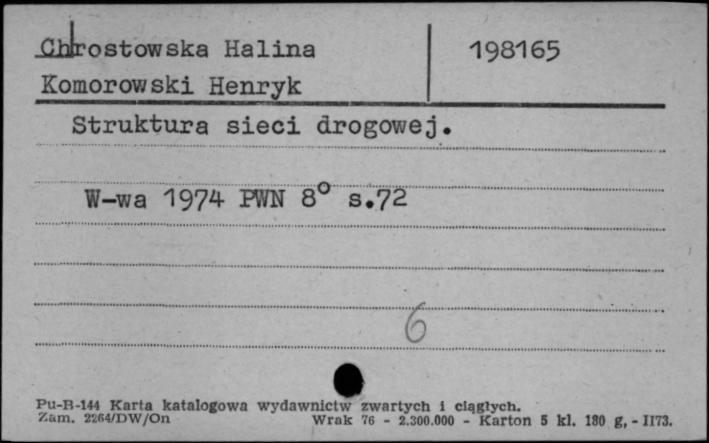 Chrostowska Halina 198165
Komorowski Henryk
Struktura sieci drogowej.
W-wa 1974 PWN 8° s.72
6
Pu-B-144 Karta katalogowa wydawnictw zwartych i ciągłych.
Zam. 2264/DW/On Wrak 76 - 2.300.000 - Karton 5 kl. 180 g, - II73.